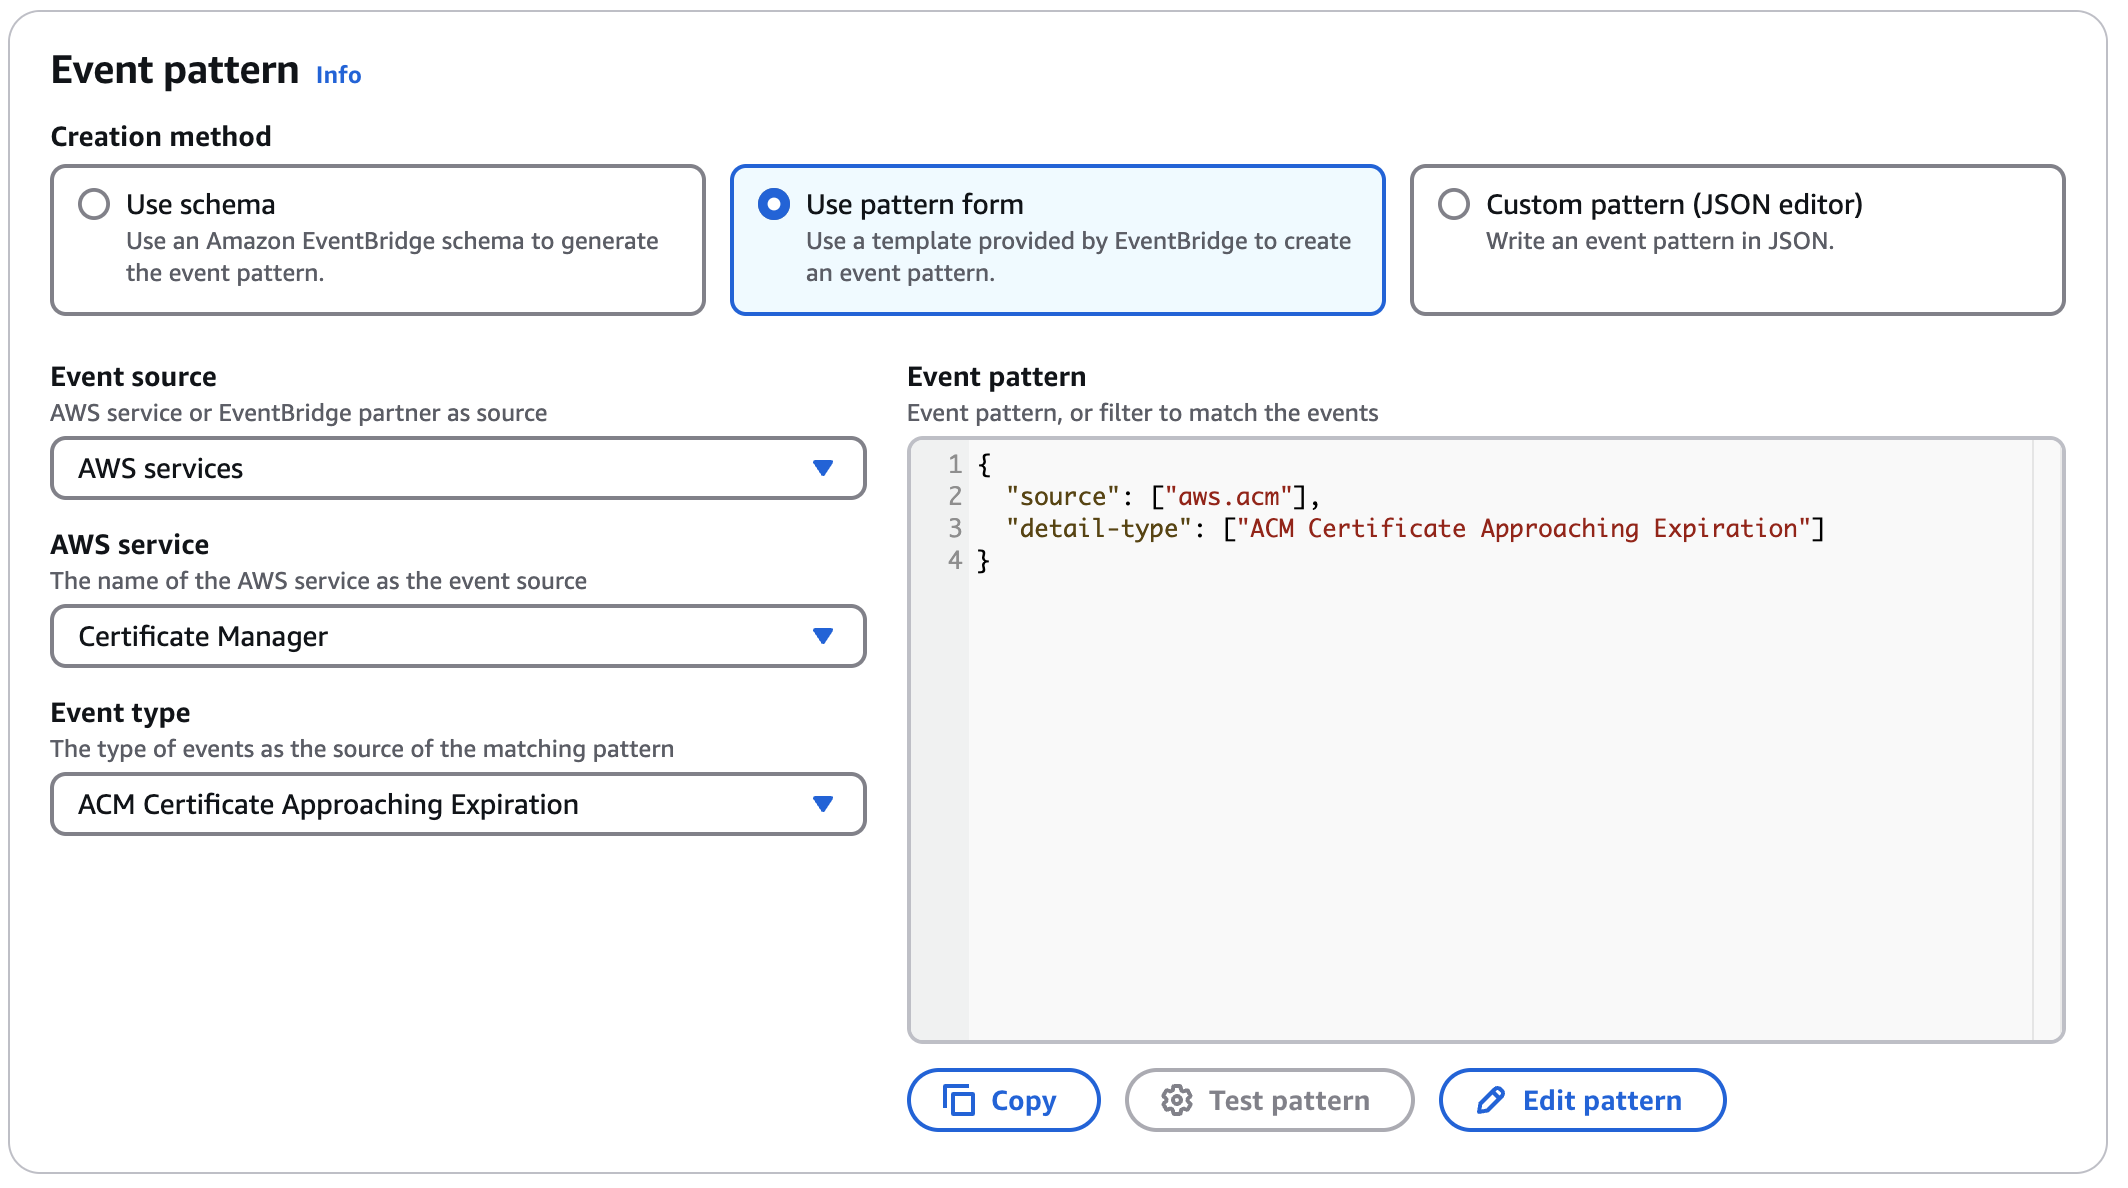 Event pattern Info
Creation method
Use schema
Use an Amazon EventBridge schema to generate
the event pattern.
Use pattern form
Use a template provided by EventBridge to create
an event pattern.
Custom pattern (JSON editor)
Write an event pattern in JSON.
Event source
AWS service or EventBridge partner as source
AWS services
AWS service
The name of the AWS service as the event source
Certificate Manager
Event type
The type of events as the source of the matching pattern
ACM Certificate Approaching Expiration
Event pattern
Event pattern, or filter to match the events
1 {
2   "source": ["aws.acm"],
3   "detail-type": ["ACM Certificate Approaching Expiration"]
4 }
Copy
Test pattern
Edit pattern